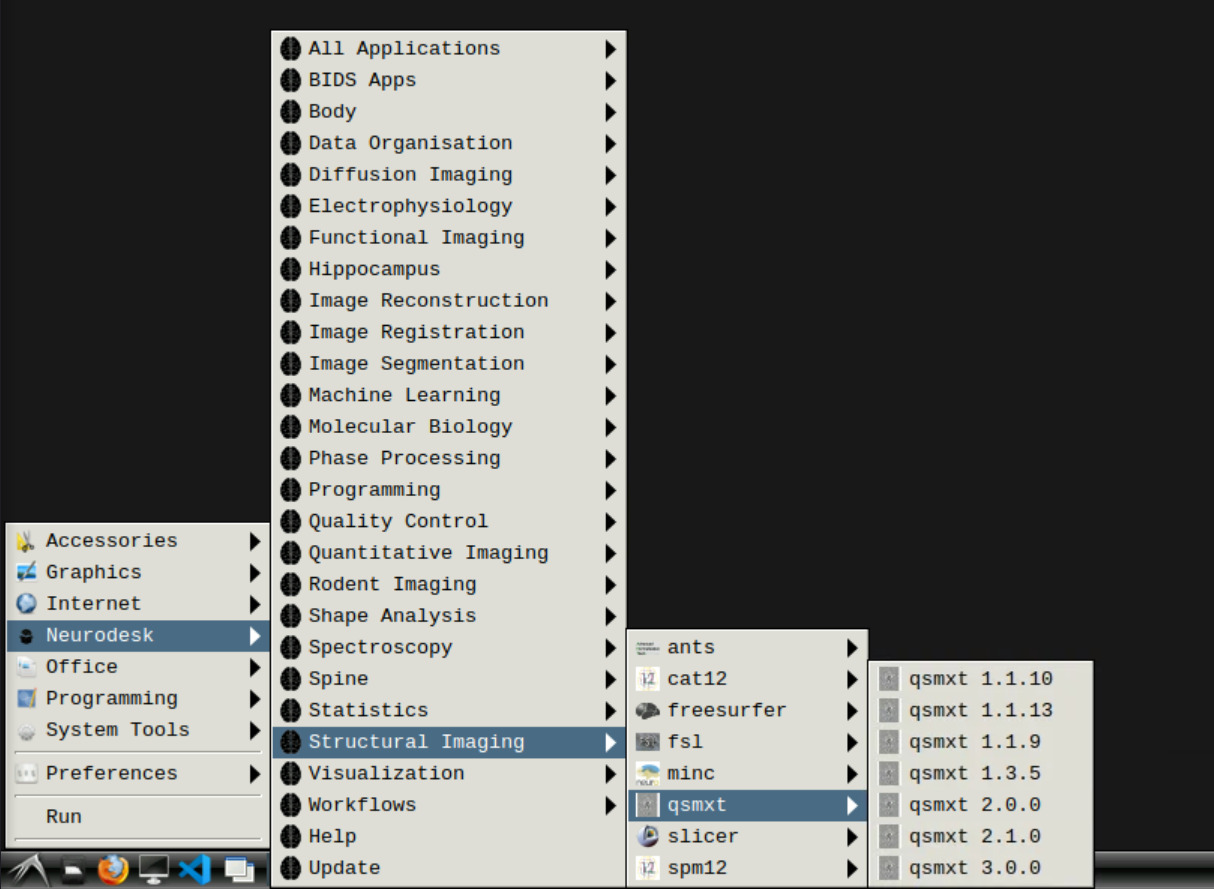 All Applications
BIDS Apps
Body
Data Organisation
Diffusion Imaging
Electrophysiology
Functional Imaging
Hippocampus
Image Reconstruction
Image Registration
Image Segmentation
Machine Learning
Molecular Biology
Phase Processing
Programming
Quality Control
Quantitative Imaging
Rodent Imaging
Shape Analysis
Spectroscopy
Spine
Statistics
Structural Imaging
Visualization
Workflows
Help
Update
Accessories
Graphics
Internet
Neurodesk
Office
Programming
System Tools
Preferences
Run
ants
cat12
freesurfer
fsl
minc
qsmxt
slicer
spm12
qsmxt 1.1.10
qsmxt 1.1.13
qsmxt 1.1.9
qsmxt 1.3.5
qsmxt 2.0.0
qsmxt 2.1.0
qsmxt 3.0.0